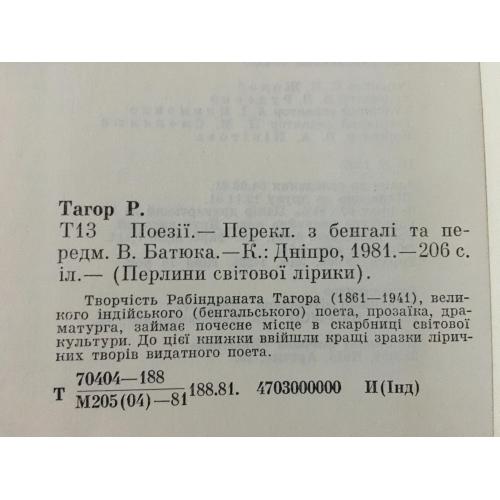 Тагор Р.
Т13 Поезії.— Перекл. з бенгалі та пе-
редм. В. Батюка.—К.: Дніпро, 1981.—206 с.
іл.— (Перлини світової лірики).
Творчість Рабіндраната Тагора (1861—1941), вели-
кого індійського (бенгальського) поета, прозаїка, дра-
матурга, займає почесне місце в скарбниці світової
культури. До цієї книжки ввійшли кращі зразки ліри-
чних творів видатного поета.
Т 70404—188
М205(04)—81 188.81. 4703000000 И(Інд)